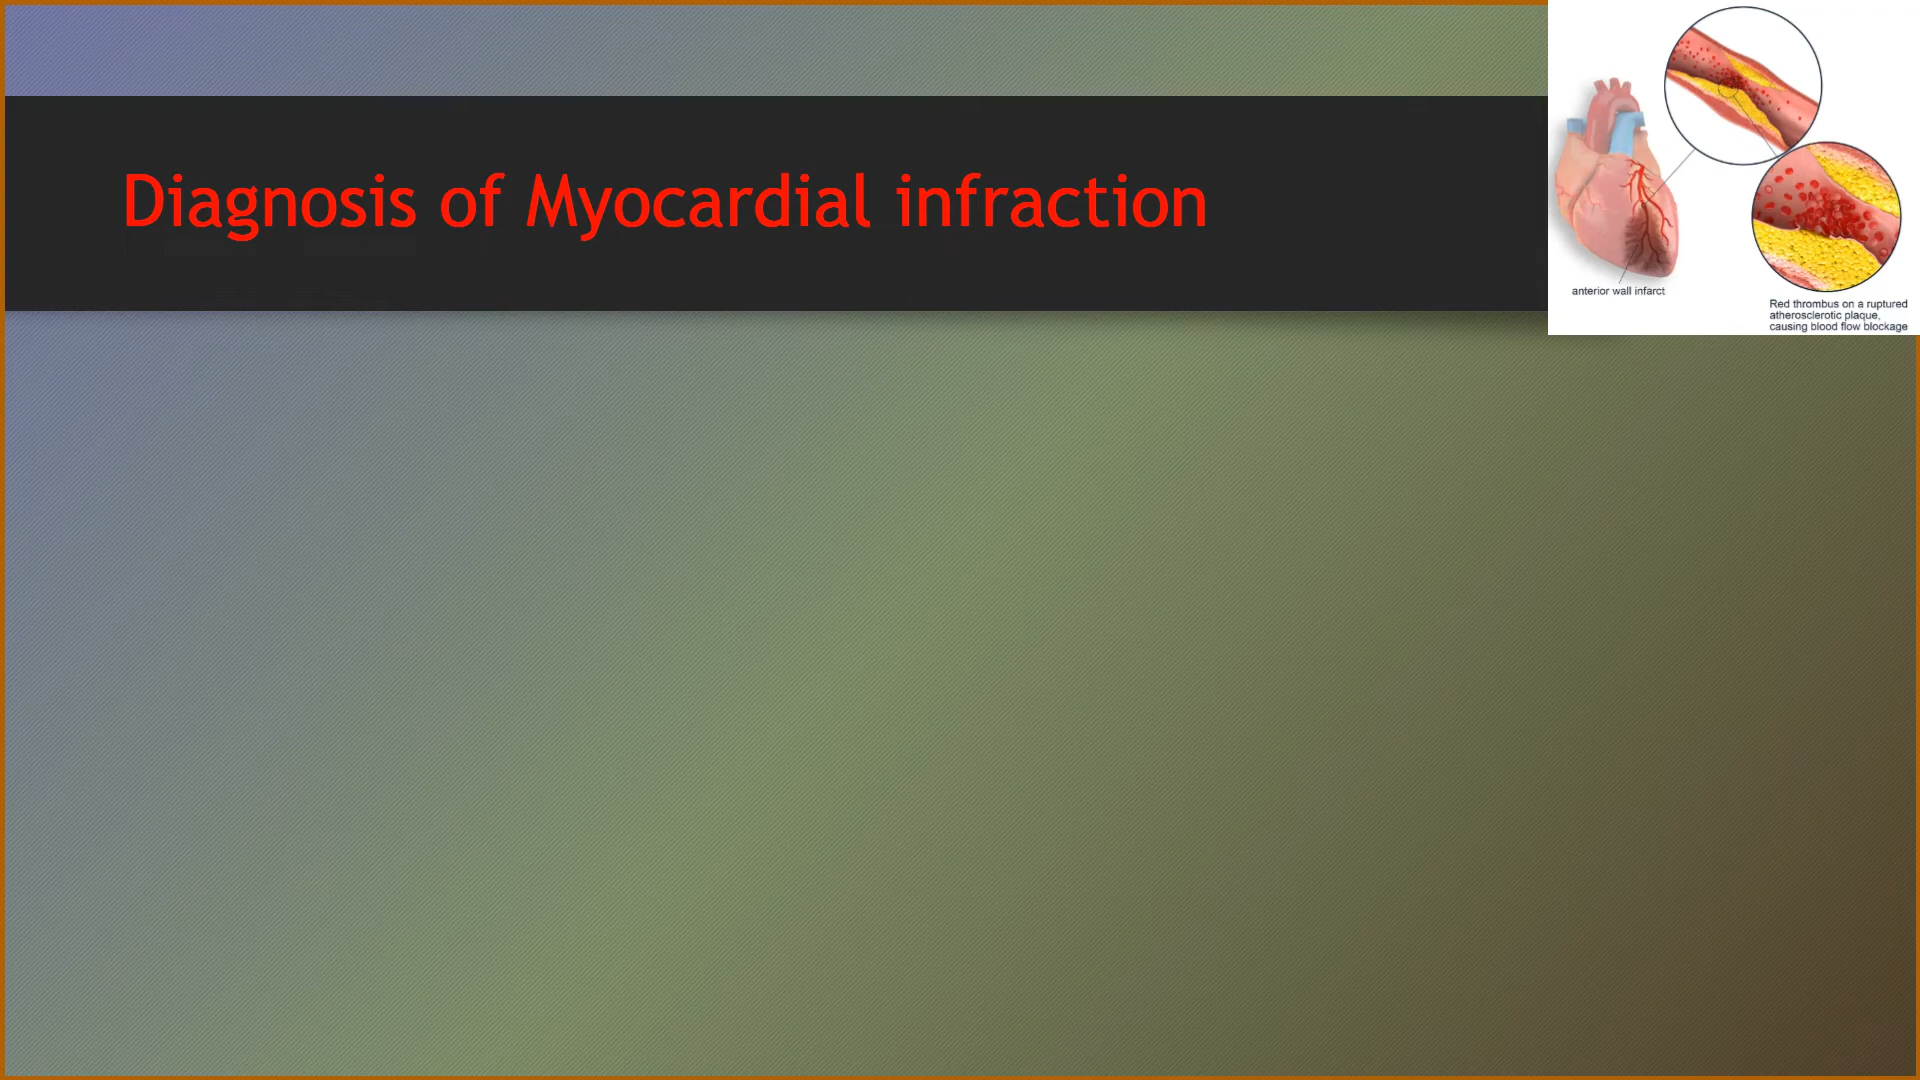 Diagnosis of Myocardial infraction
anterior wall infarct
Red thrombus on a ruptured
atherosclerotic plaque,
causing blood flow blockage